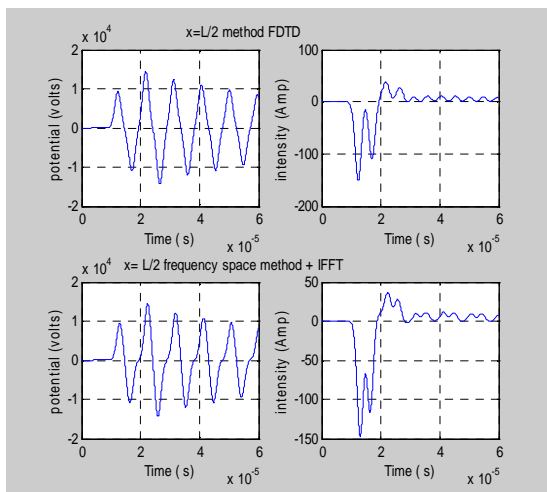 x=L/2 method FDTD
x 10^4
2
1
0
-1
-2
potential (volts)
0 2 4 6
Time ( s)
x 10^-5
100
0
-100
-200
intensity (Amp)
0 2 4 6
Time ( s)
x 10^-5
x= L/2 frequency space method + IFFT
x 10^4
2
1
0
-1
-2
potential (volts)
0 2 4 6
Time ( s)
x 10^-5
50
0
-50
-100
-150
intensity (Amp)
0 2 4 6
Time ( s)
x 10^-5